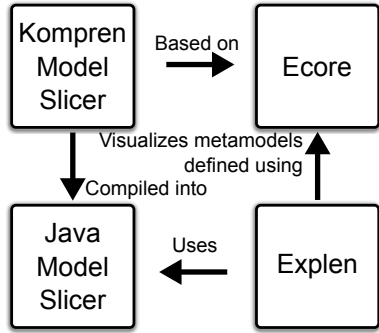 Kompren
Model
Slicer
Based on
Ecore
Visualizes metamodels
defined using
Compiled into
Java
Model
Slicer
Uses
Explen